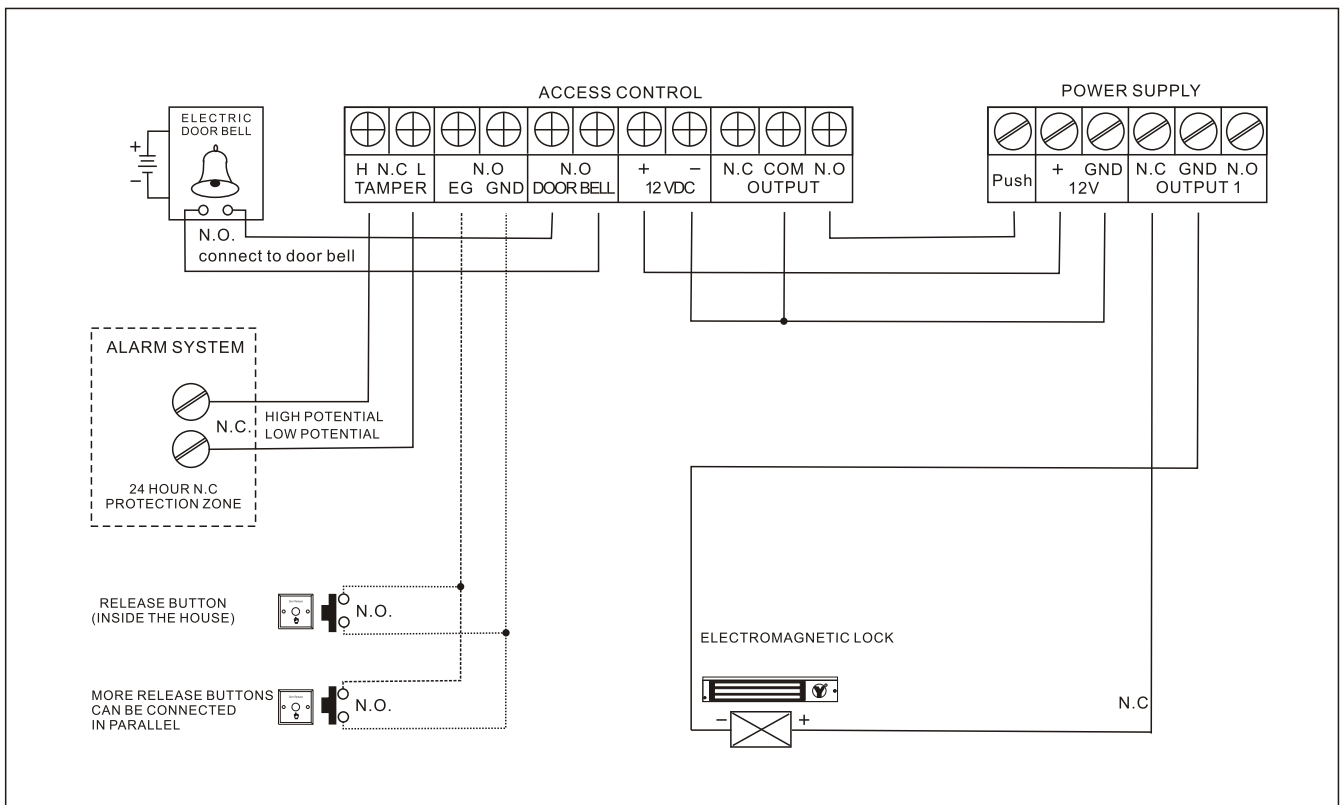 ACCESS CONTROL
POWER SUPPLY
ELECTRIC
DOOR BELL
+
−
H N.C L
TAMPER
N.O
EG GND
N.O
DOOR BELL
+ −
12 VDC
N.C COM N.O
OUTPUT
Push
+ GND
12V
N.C GND N.O
OUTPUT 1
N.O.
connect to door bell
ALARM SYSTEM
N.C.
HIGH POTENTIAL
LOW POTENTIAL
24 HOUR N.C
PROTECTION ZONE
RELEASE BUTTON
(INSIDE THE HOUSE)
N.O.
MORE RELEASE BUTTONS
CAN BE CONNECTED
IN PARALLEL
N.O.
ELECTROMAGNETIC LOCK
Y
− +
N.C